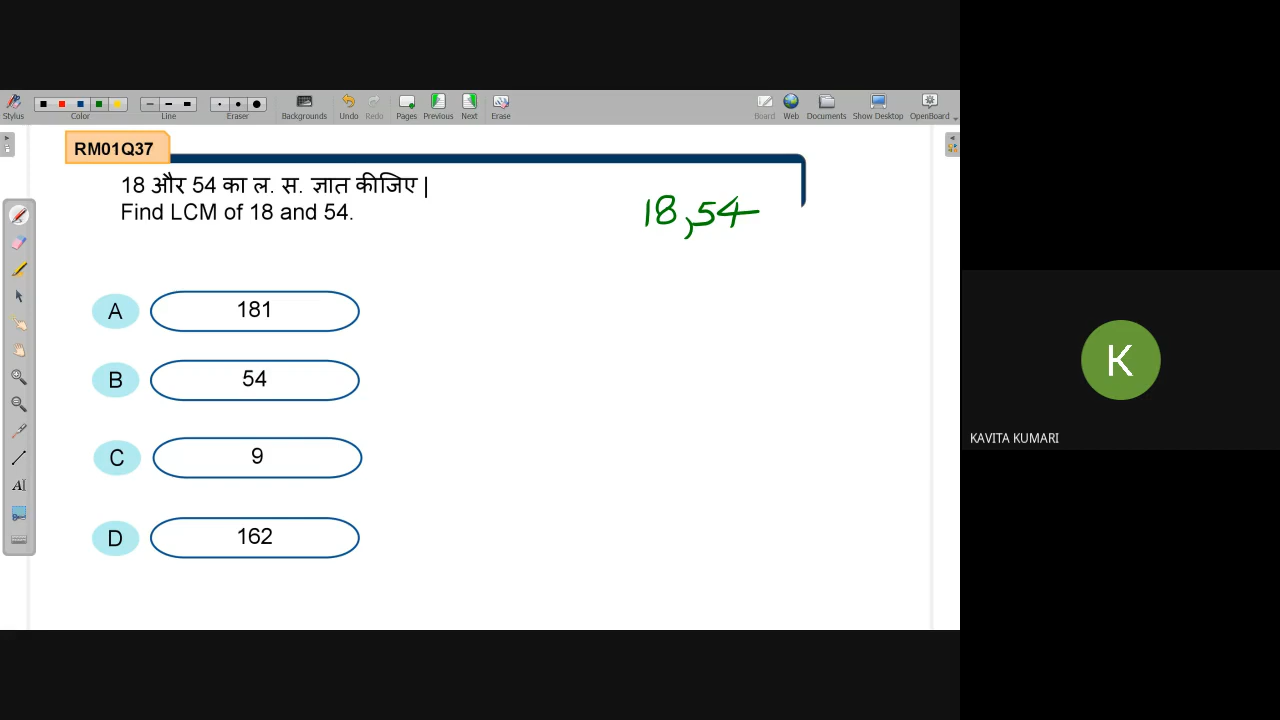 Stylus
Color
Line
Eraser
Backgrounds
Undo
Redo
Pages
Previous
Next
Erase
Board
Web
Documents
Show Desktop
OpenBoard
RM01Q37
18 और 54 का ल. स. ज्ञात कीजिए |
Find LCM of 18 and 54.
18,54
A 181
B 54
C 9
D 162
K
KAVITA KUMARI